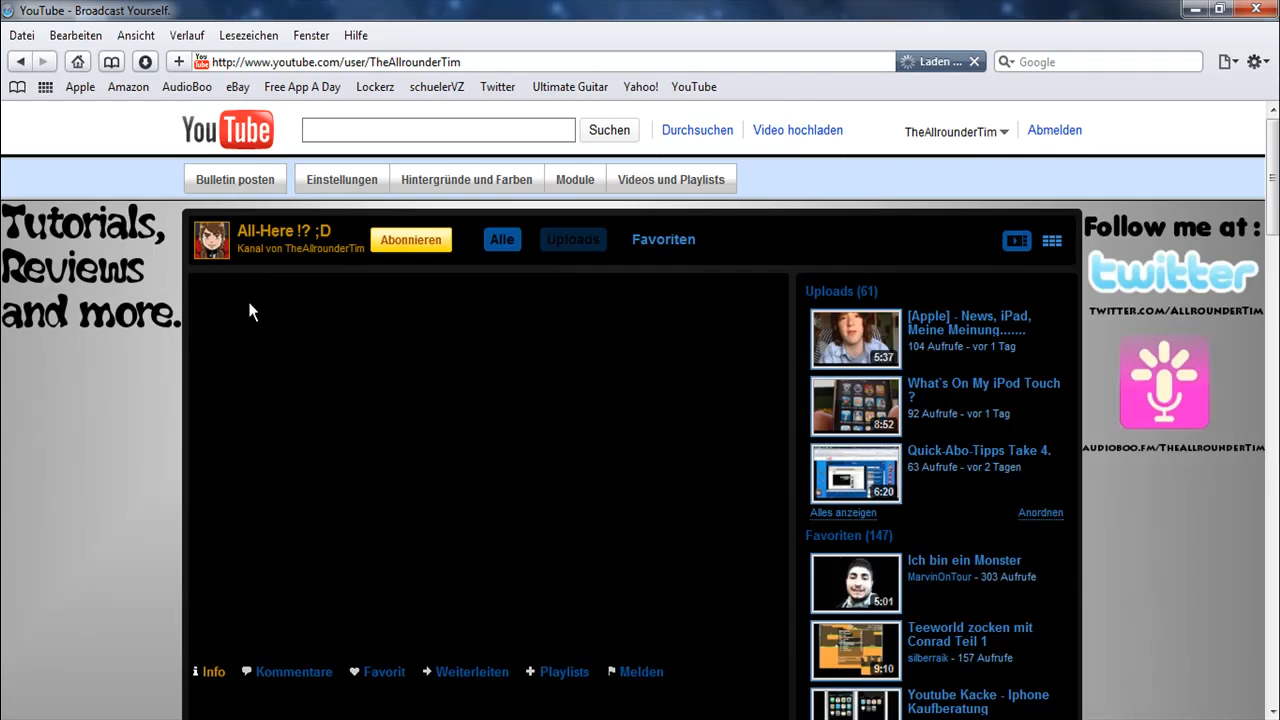 YouTube - Broadcast Yourself.
Datei Bearbeiten Ansicht Verlauf Lesezeichen Fenster Hilfe
http://www.youtube.com/user/TheAllrounderTim
Laden ...
Google
Apple Amazon AudioBoo eBay Free App A Day Lockerz schuelerVZ Twitter Ultimate Guitar Yahoo! YouTube
YouTube
Suchen
Durchsuchen
Video hochladen
TheAllrounderTim
Abmelden
Bulletin posten
Einstellungen
Hintergründe und Farben
Module
Videos und Playlists
Tutorials,
Reviews
and more.
All-Here !? ;D
Kanal von TheAllrounderTim
Abonnieren
Alle
Uploads
Favoriten
Uploads (61)
[Apple] - News, iPad,
Meine Meinung.......
104 Aufrufe - vor 1 Tag
5:37
What`s On My iPod Touch
?
92 Aufrufe - vor 1 Tag
8:52
Quick-Abo-Tipps Take 4.
63 Aufrufe - vor 2 Tagen
6:20
Alles anzeigen
Anordnen
Favoriten (147)
Ich bin ein Monster
MarvinOnTour - 303 Aufrufe
5:01
Teeworld zocken mit
Conrad Teil 1
silberraik - 157 Aufrufe
9:10
Youtube Kacke - Iphone
Kaufberatung
Info
Kommentare
Favorit
Weiterleiten
Playlists
Melden
Follow me at :
twitter
twitter.com/AllrounderTim
audioboo.fm/TheAllrounderTim